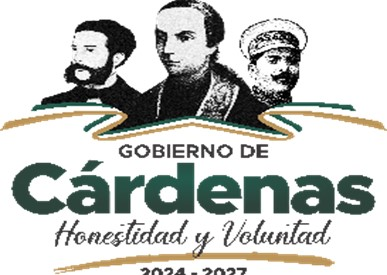 GOBIERNO DE
Cárdenas
Honestidad y Voluntad
2024 - 2027